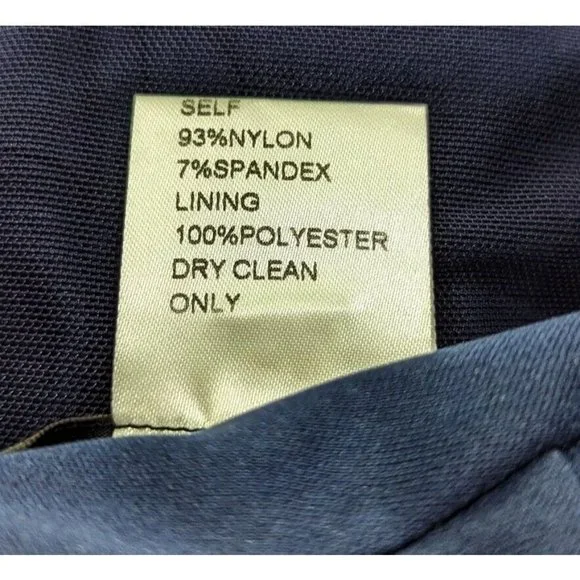 SELF
93%NYLON
7%SPANDEX
LINING
100%POLYESTER
DRY CLEAN
ONLY